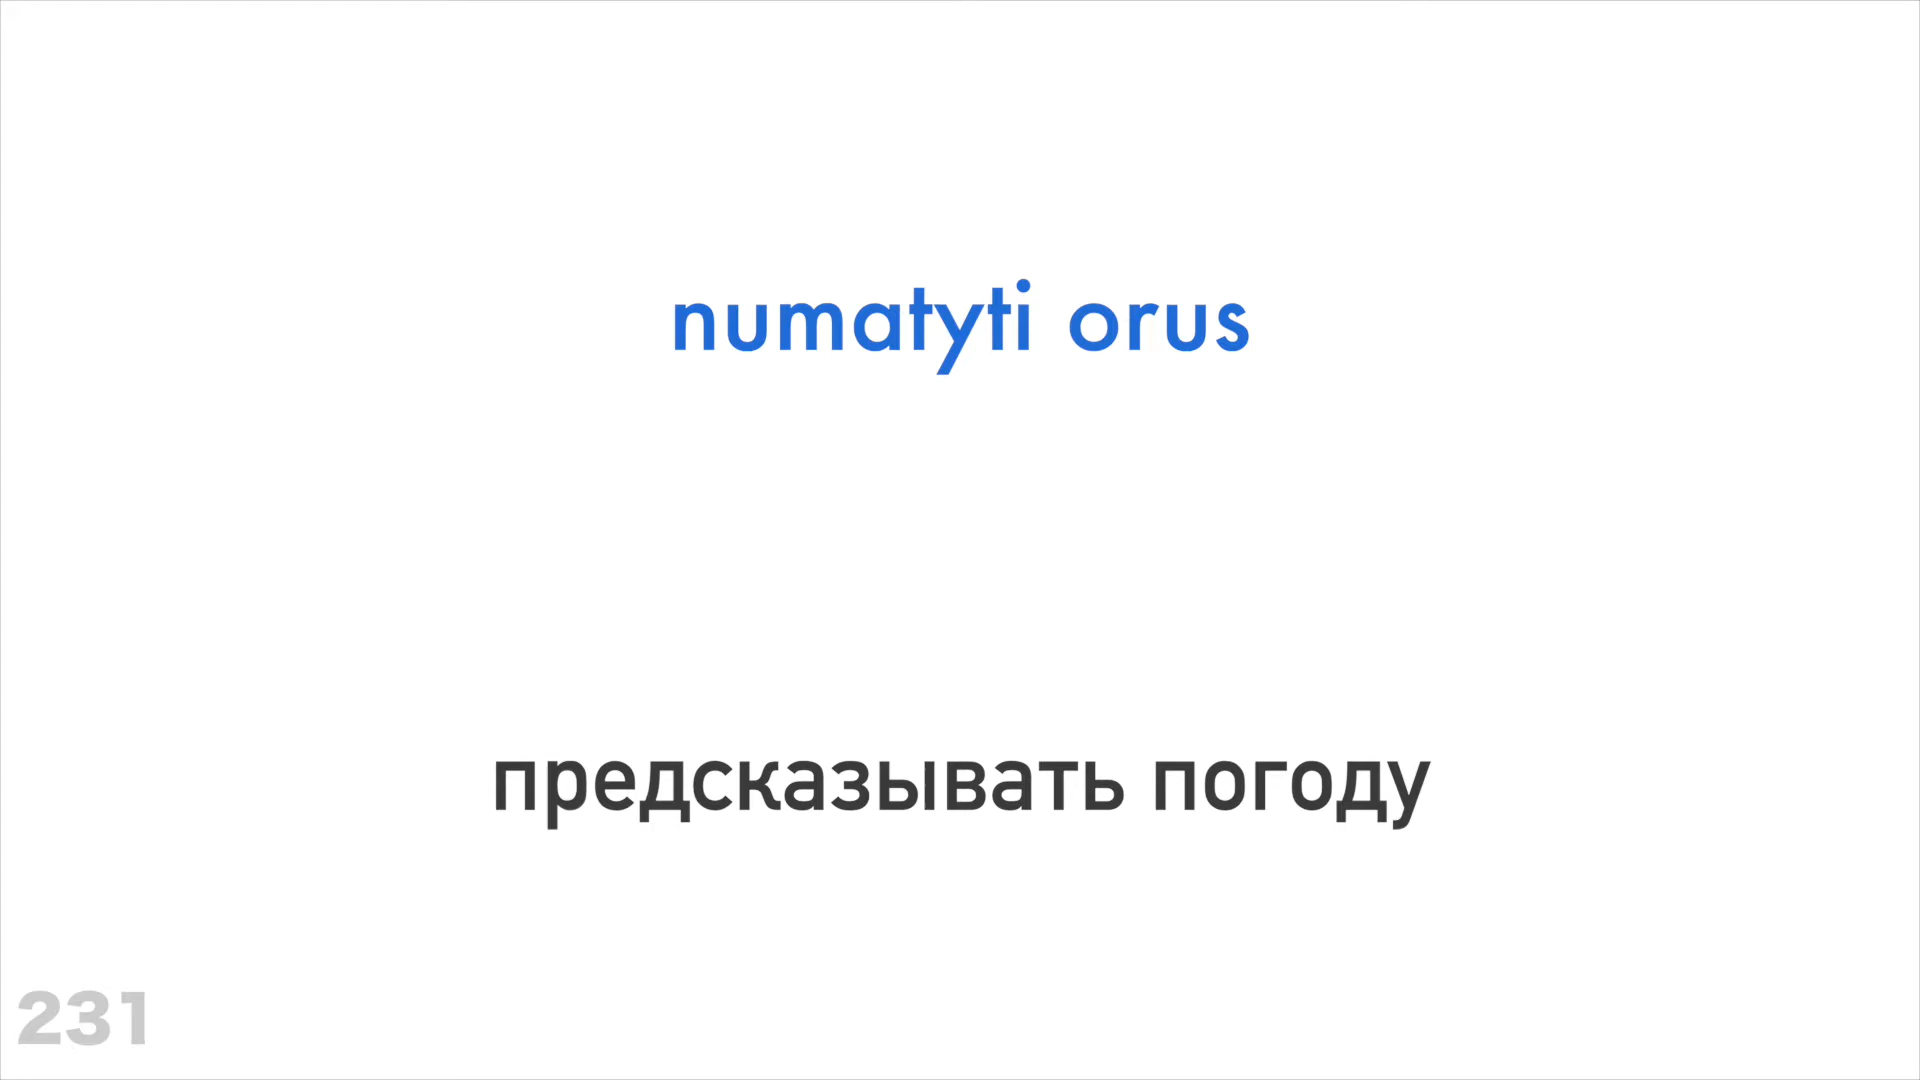 numatyti orus
предсказывать погоду
231